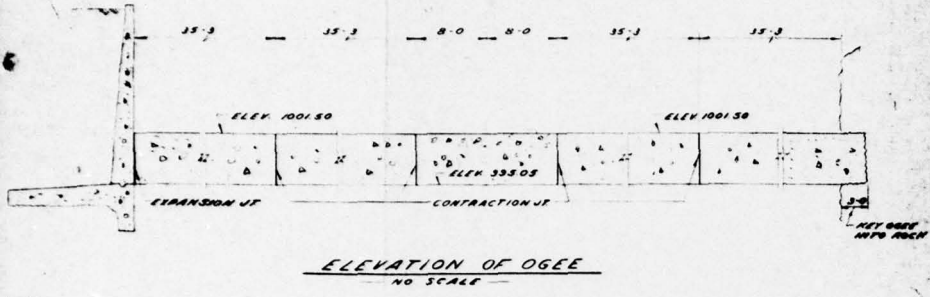 35-3 35-3 8-0 8-0 35-3 35-3
ELEV. 1001.50 ELEV. 1001.50
ELEV. 995.05
EXPANSION JT. CONTRACTION JT. 3-0
KEY OGEE
INTO ROCK
ELEVATION OF OGEE
NO SCALE